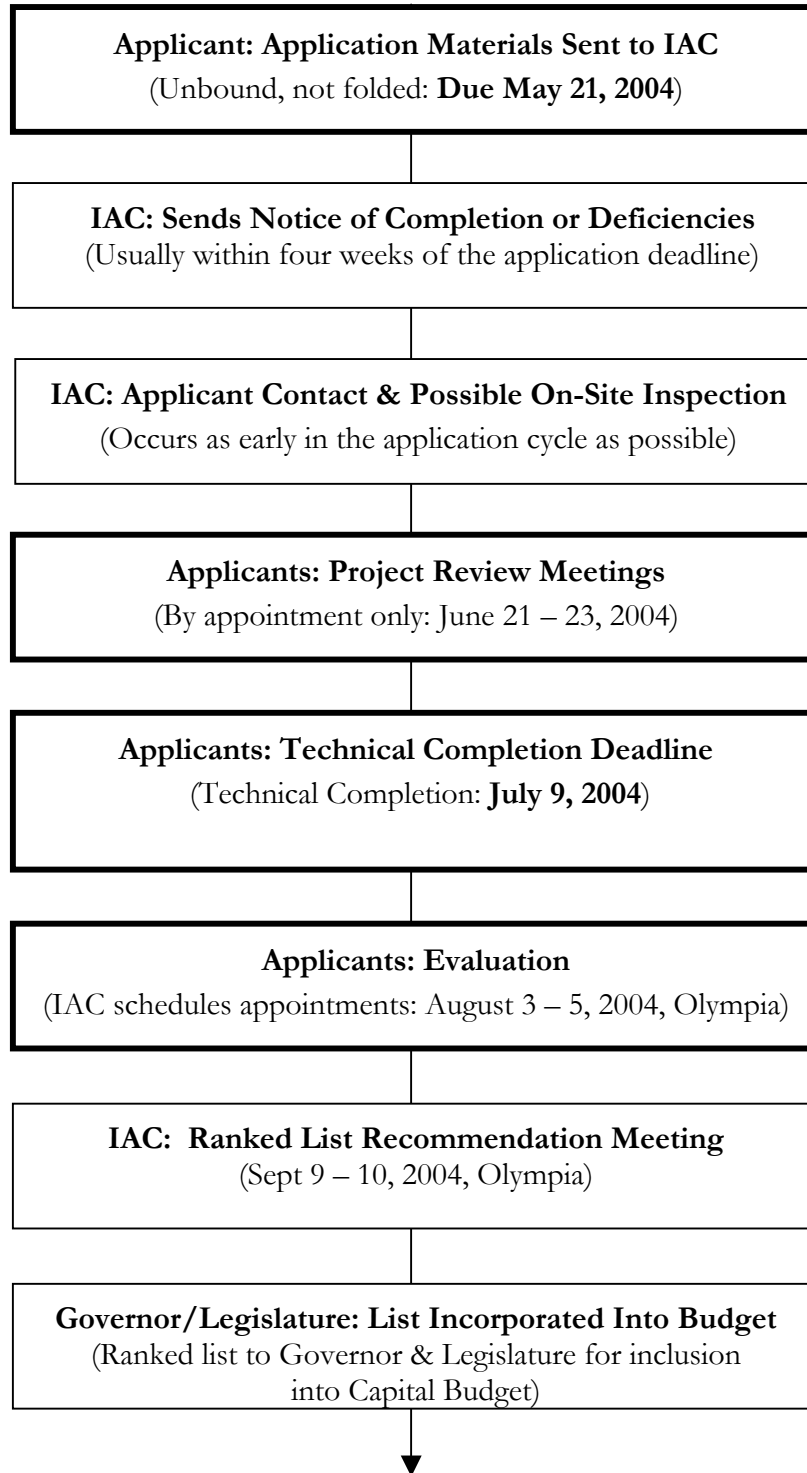 Applicant: Application Materials Sent to IAC
(Unbound, not folded: Due May 21, 2004)
IAC: Sends Notice of Completion or Deficiencies
(Usually within four weeks of the application deadline)
IAC: Applicant Contact & Possible On-Site Inspection
(Occurs as early in the application cycle as possible)
Applicants: Project Review Meetings
(By appointment only: June 21 – 23, 2004)
Applicants: Technical Completion Deadline
(Technical Completion: July 9, 2004)
Applicants: Evaluation
(IAC schedules appointments: August 3 – 5, 2004, Olympia)
IAC:  Ranked List Recommendation Meeting
(Sept 9 – 10, 2004, Olympia)
Governor/Legislature: List Incorporated Into Budget
(Ranked list to Governor & Legislature for inclusion
into Capital Budget)